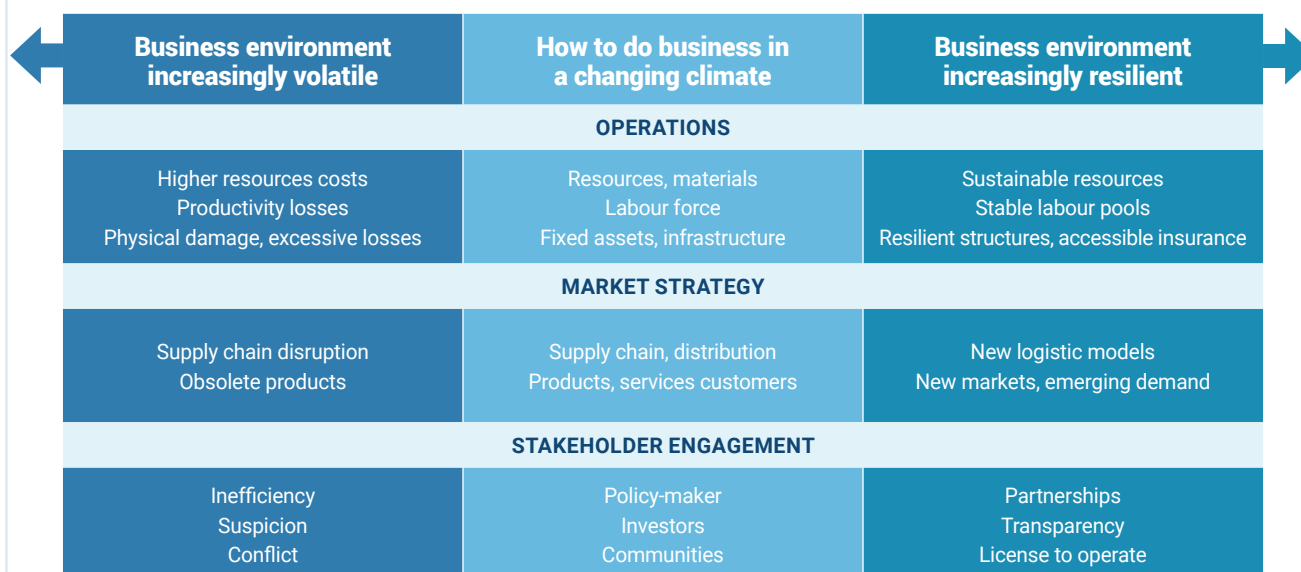 Business environment
increasingly volatile
How to do business in
a changing climate
Business environment
increasingly resilient
OPERATIONS
Higher resources costs
Productivity losses
Physical damage, excessive losses
Resources, materials
Labour force
Fixed assets, infrastructure
Sustainable resources
Stable labour pools
Resilient structures, accessible insurance
MARKET STRATEGY
Supply chain disruption
Obsolete products
Supply chain, distribution
Products, services customers
New logistic models
New markets, emerging demand
STAKEHOLDER ENGAGEMENT
Inefficiency
Suspicion
Conflict
Policy-maker
Investors
Communities
Partnerships
Transparency
License to operate